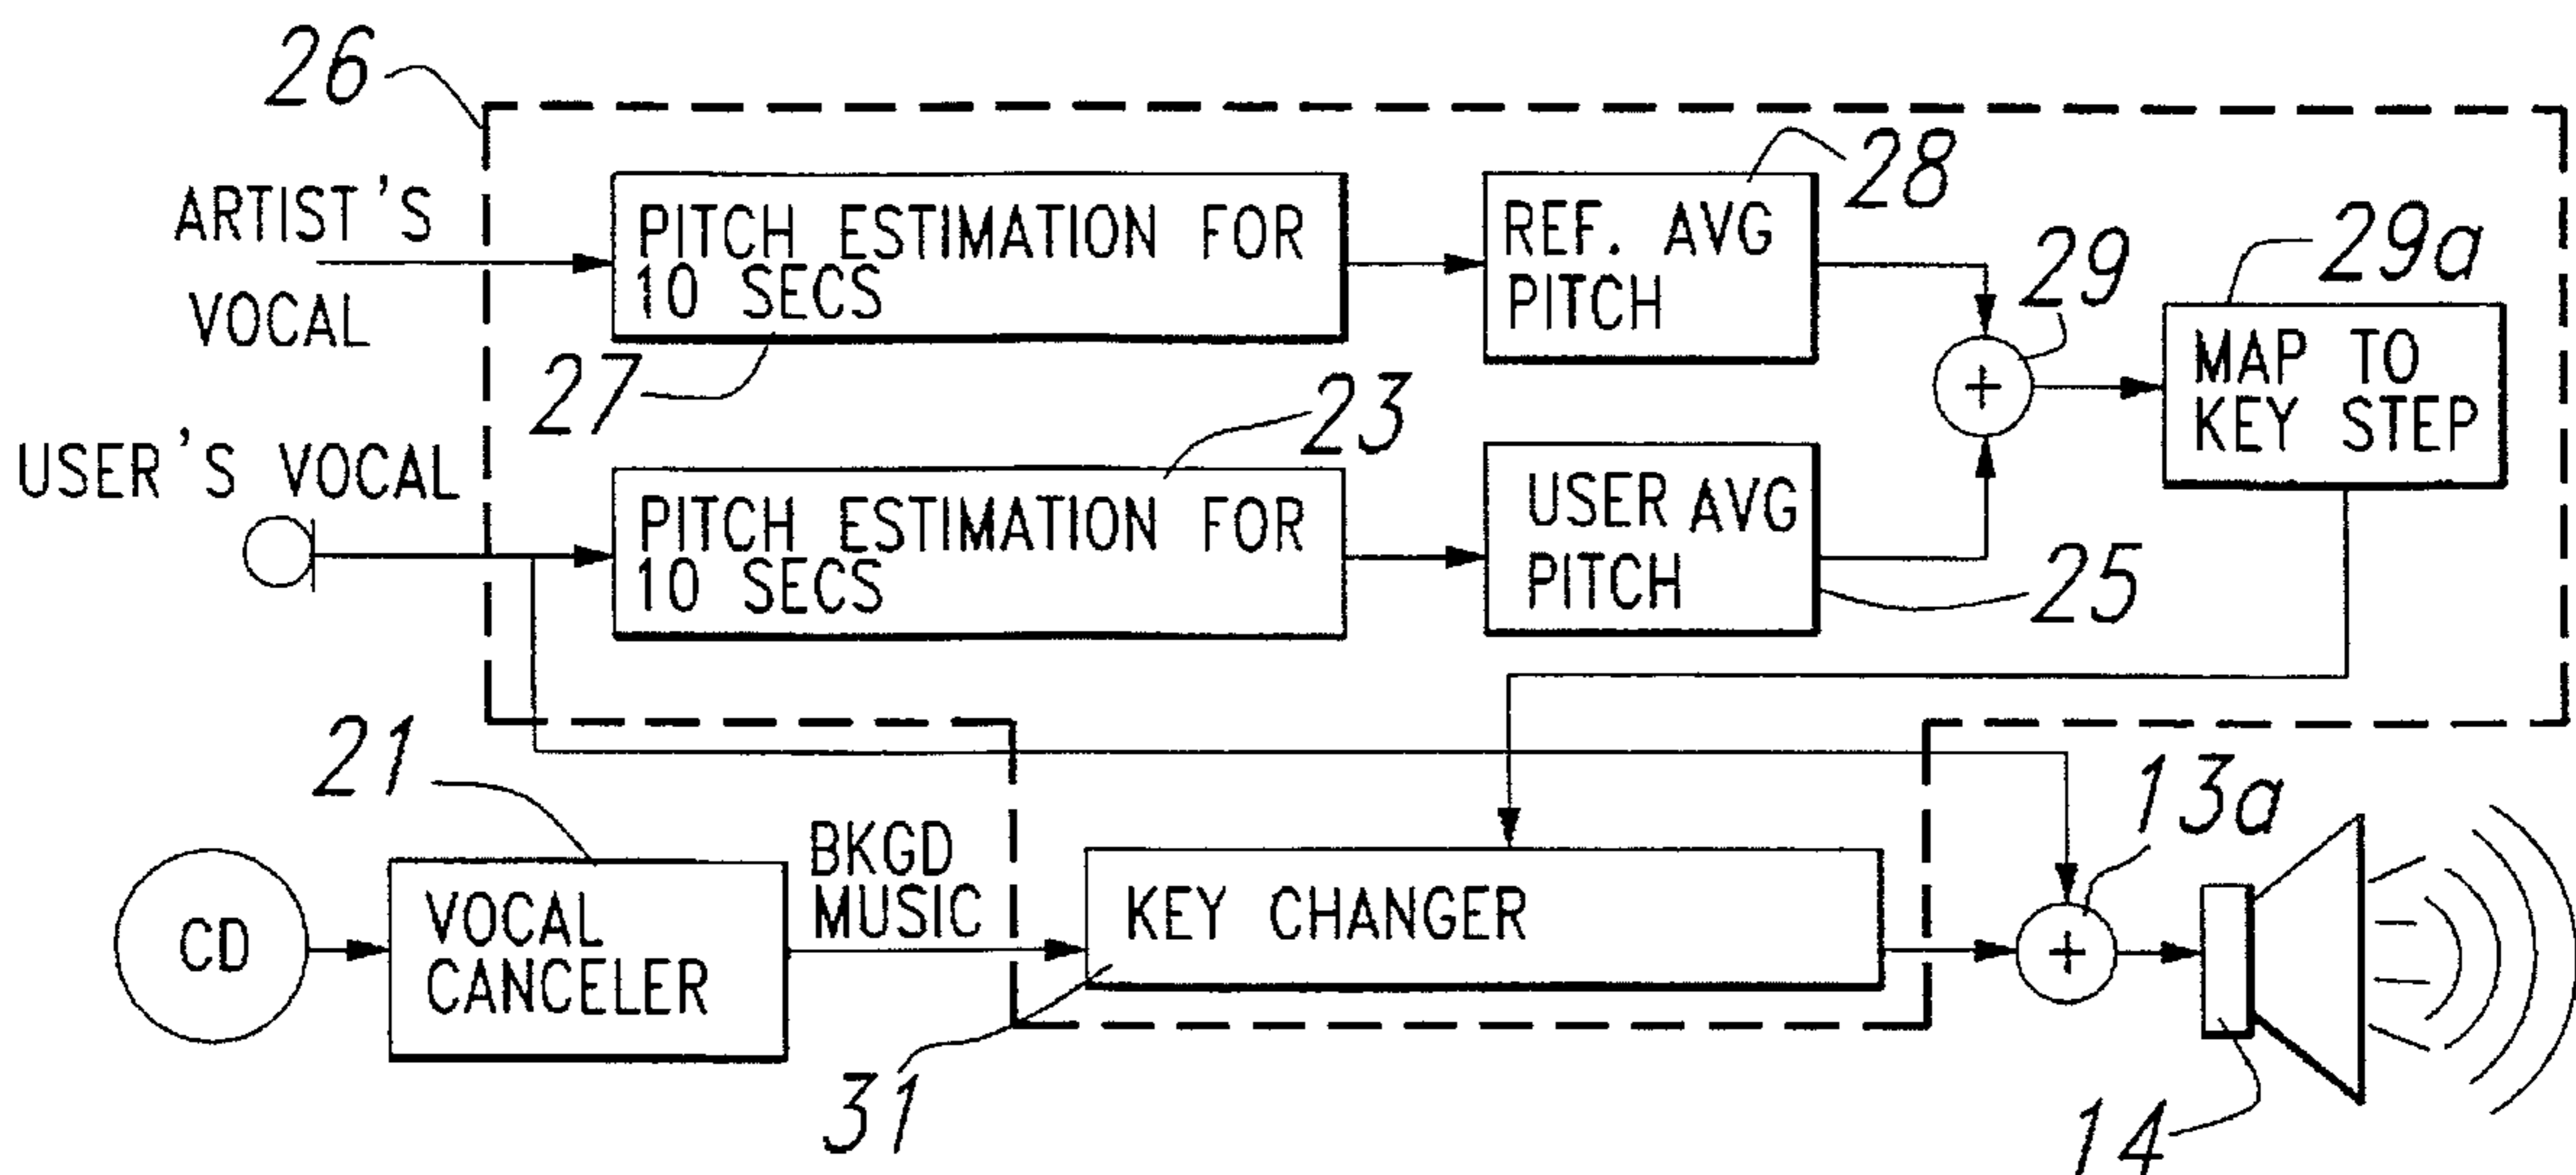 26
ARTIST'S
VOCAL
PITCH ESTIMATION FOR
10 SECS
27
REF. AVG
PITCH
28
29
29a
MAP TO
KEY STEP
USER'S VOCAL
PITCH ESTIMATION FOR
10 SECS
23
USER AVG
PITCH
25
+
21
CD
VOCAL
CANCELER
BKGD
MUSIC
KEY CHANGER
31
13a
+
14